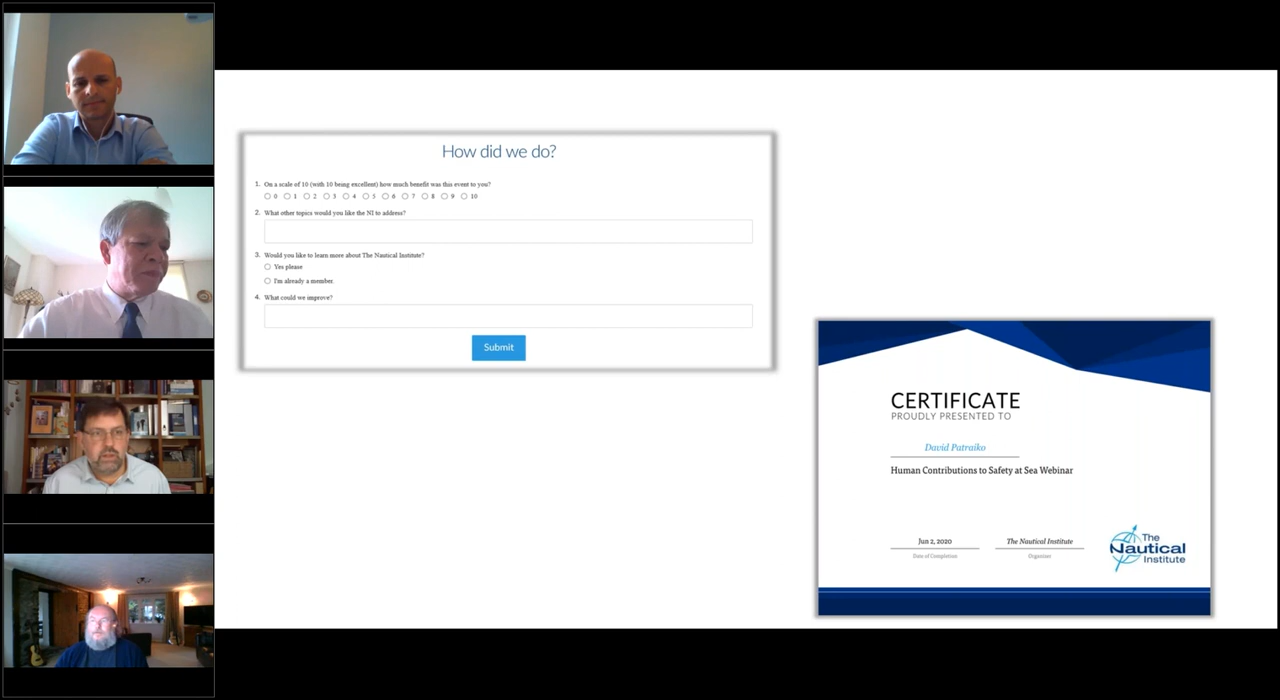 How did we do?
1. On a scale of 10 (with 10 being excellent) how much benefit was this event to you?
0 1 2 3 4 5 6 7 8 9 10
2. What other topics would you like the NI to address?
3. Would you like to learn more about The Nautical Institute?
Yes please
I'm already a member.
4. What could we improve?
Submit
CERTIFICATE
PROUDLY PRESENTED TO
David Patraiko
Human Contributions to Safety at Sea Webinar
Jun 2, 2020
Date of Completion
The Nautical Institute
Organizer
The
Nautical
Institute